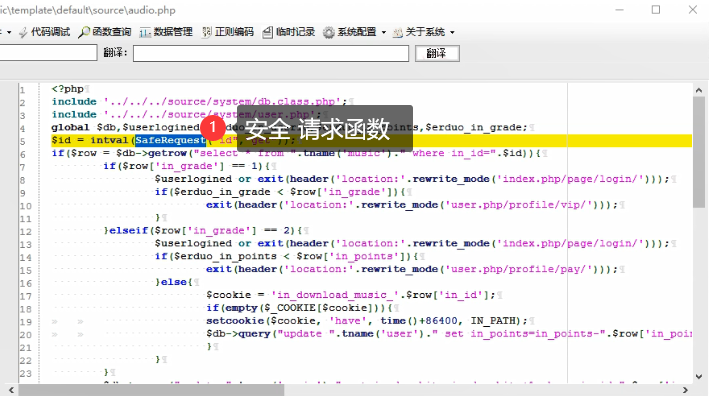 ic\template\default\source\audio.php
代码调试 函数查询 数据管理 正则编码 临时记录 系统配置 关于系统
翻译: 翻译
1 <?php
2 include '../../../source/system/db.class.php';
3 include '../../../source/system/user.php';
4 global $db,$userlogined, points,$erduo_in_grade;
5 $id = intval(SafeRequest("id","get"));
1 安全 请求函数
6 if($row = $db->getrow("select * from ".tname('music')." where in_id=".$id)){
7 if($row['in_grade'] == 1){
8 $userlogined or exit(header('location:'.rewrite_mode('index.php/page/login/')));
9 if($erduo_in_grade < $row['in_grade']){
10 exit(header('location:'.rewrite_mode('user.php/profile/vip/')));
11 }
12 }elseif($row['in_grade'] == 2){
13 $userlogined or exit(header('location:'.rewrite_mode('index.php/page/login/')));
14 if($erduo_in_points < $row['in_points']){
15 exit(header('location:'.rewrite_mode('user.php/profile/pay/')));
16 }else{
17 $cookie = 'in_download_music_'.$row['in_id'];
18 if(empty($_COOKIE[$cookie])){
19 setcookie($cookie, 'have', time()+86400, IN_PATH);
20 $db->query("update ".tname('user')." set in_points=in_points-".$row['in_poin
21 }
22 }
23 }